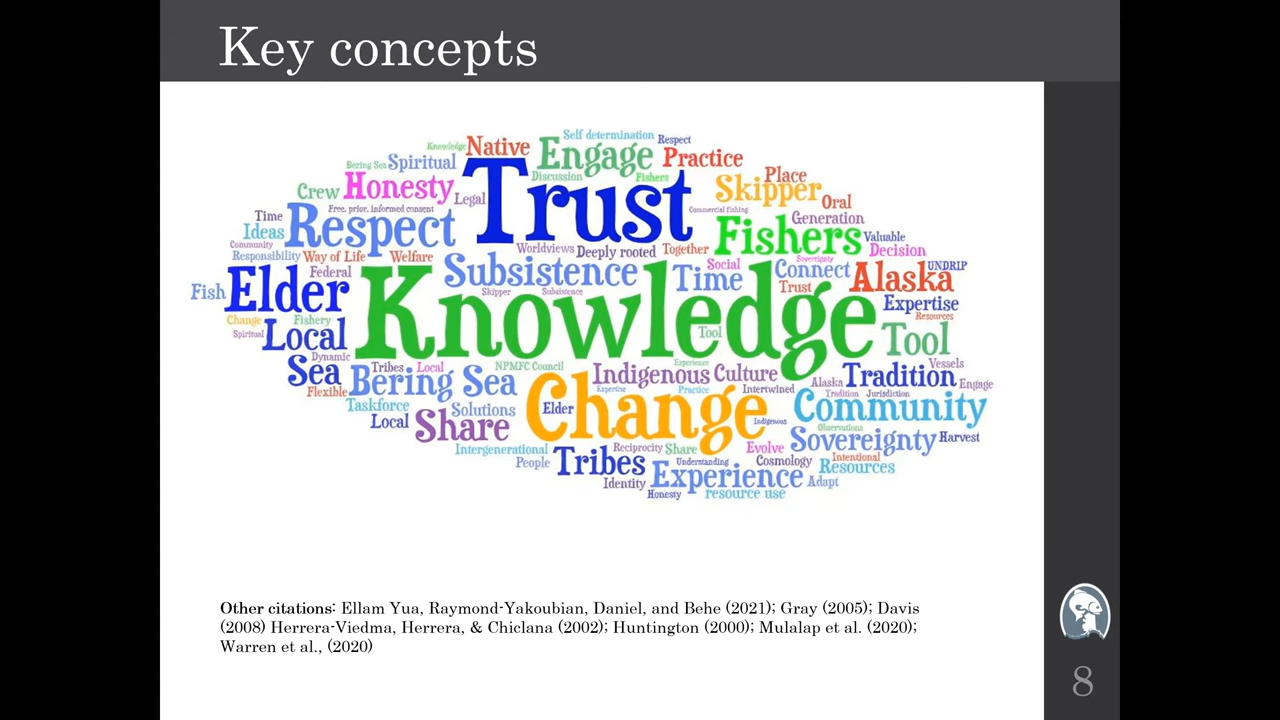 Key concepts
Self determination
Respect
Knowledge
Native
Engage
Practice
Bering Sea
Spiritual
Trust
Discussion
Fishers
Place
Crew
Honesty
Legal
Skipper
Oral
Time
Free, prior, informed consent
Commercial fishing
Generation
Ideas
Respect
Fishers
Valuable
Community
Worldviews
Deeply rooted
Together
Decision
Responsibility
Way of Life
Welfare
Subsistence
Social
Sovereignty
Connect
UNDRIP
Federal
Time
Alaska
Fish
Elder
Knowledge
Skipper
Subsistence
Trust
Expertise
Change
Fishery
Resources
Spiritual
Local
Tool
Tool
Dynamic
Sea
Tribes
Local
NPMFC Council
Experience
Vessels
Flexible
Bering Sea
Indigenous
Culture
Alaska
Tradition
Engage
Taskforce
Change
Expertise
Practice
Intertwined
Tradition
Jurisdiction
Local
Share
Solutions
Elder
Indigenous
Community
Observations
Intergenerational
Reciprocity
Share
Evolve
Sovereignty
Harvest
People
Tribes
Understanding
Cosmology
Intentional
Resources
Identity
Experience
Adapt
Honesty
resource use
Other citations: Ellam Yua, Raymond-Yakoubian, Daniel, and Behe (2021); Gray (2005); Davis
(2008) Herrera-Viedma, Herrera, & Chiclana (2002); Huntington (2000); Mulalap et al. (2020);
Warren et al., (2020)
8